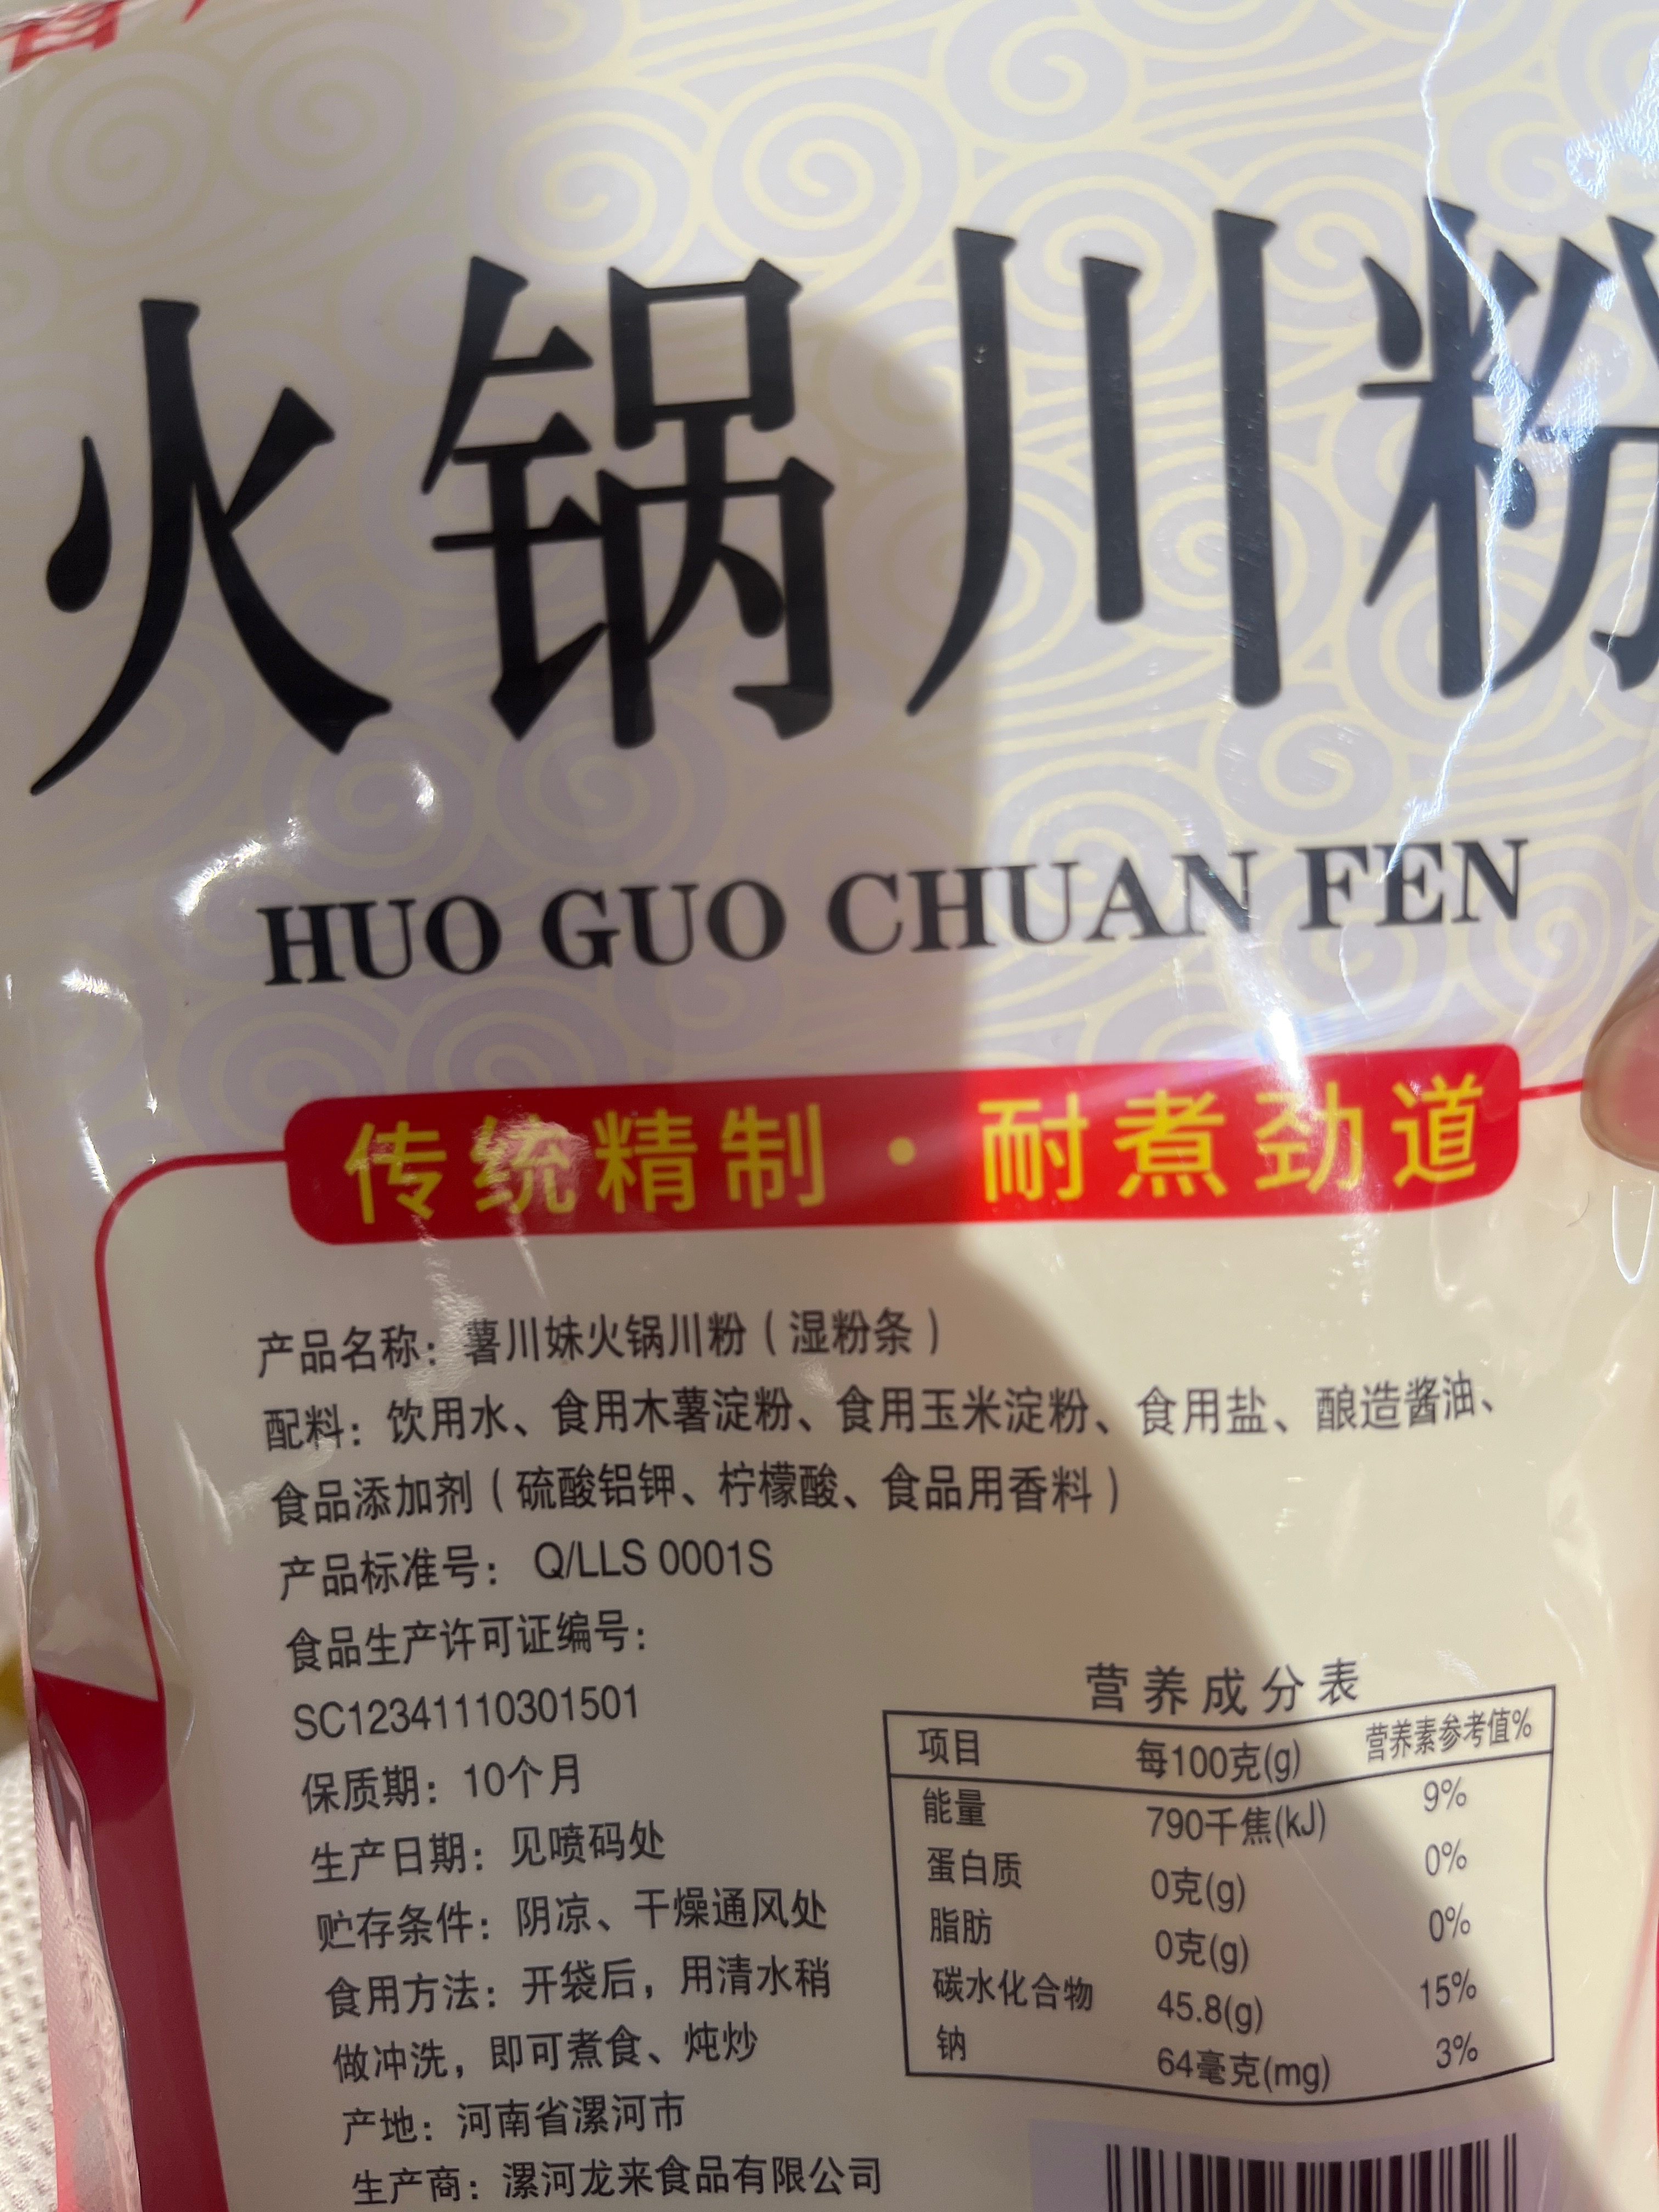 火锅川粉
HUO GUO CHUAN FEN
传统精制·耐煮劲道
产品名称：薯川妹火锅川粉（湿粉条）
配料：饮用水、食用木薯淀粉、食用玉米淀粉、食用盐、酿造酱油、
食品添加剂（硫酸铝钾、柠檬酸、食品用香料）
产品标准号：Q/LLS 0001S
食品生产许可证编号：
SC12341110301501
保质期：10个月
生产日期：见喷码处
贮存条件：阴凉、干燥通风处
食用方法：开袋后，用清水稍
做冲洗，即可煮食、炖炒
产地：河南省漯河市
生产商：漯河龙来食品有限公司
营养成分表
项目 每100克(g) 营养素参考值%
能量 790千焦(kJ) 9%
蛋白质 0克(g) 0%
脂肪 0克(g) 0%
碳水化合物 45.8(g) 15%
钠 64毫克(mg) 3%